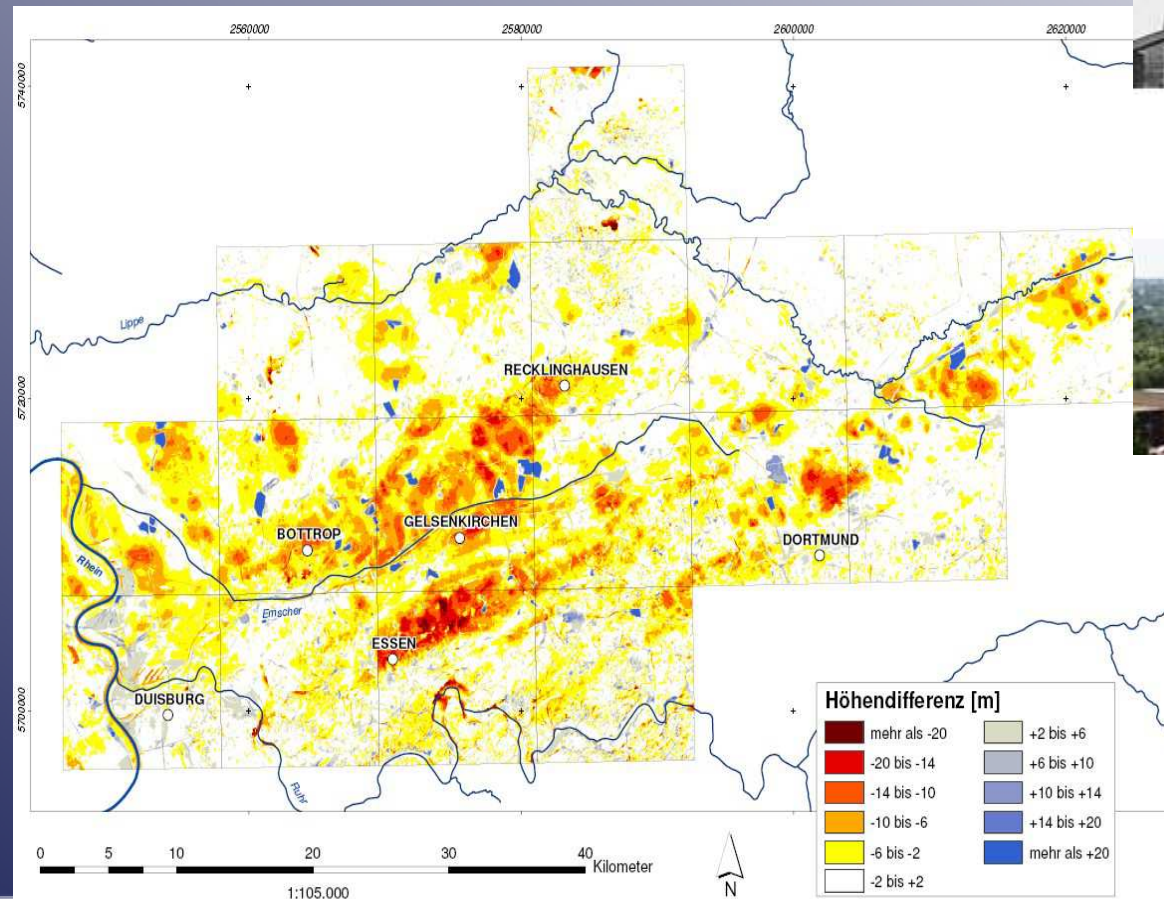 2560000 2580000 2600000 2620000
5740000
5720000
5700000
Lippe
RECKLINGHAUSEN
BOTTROP
GELSENKIRCHEN
DORTMUND
Rhein
Emscher
ESSEN
DUISBURG
Ruhr
Höhendifferenz [m]
mehr als -20
-20 bis -14
-14 bis -10
-10 bis -6
-6 bis -2
-2 bis +2
+2 bis +6
+6 bis +10
+10 bis +14
+14 bis +20
mehr als +20
0 5 10 20 30 40 Kilometer
1:105.000
N